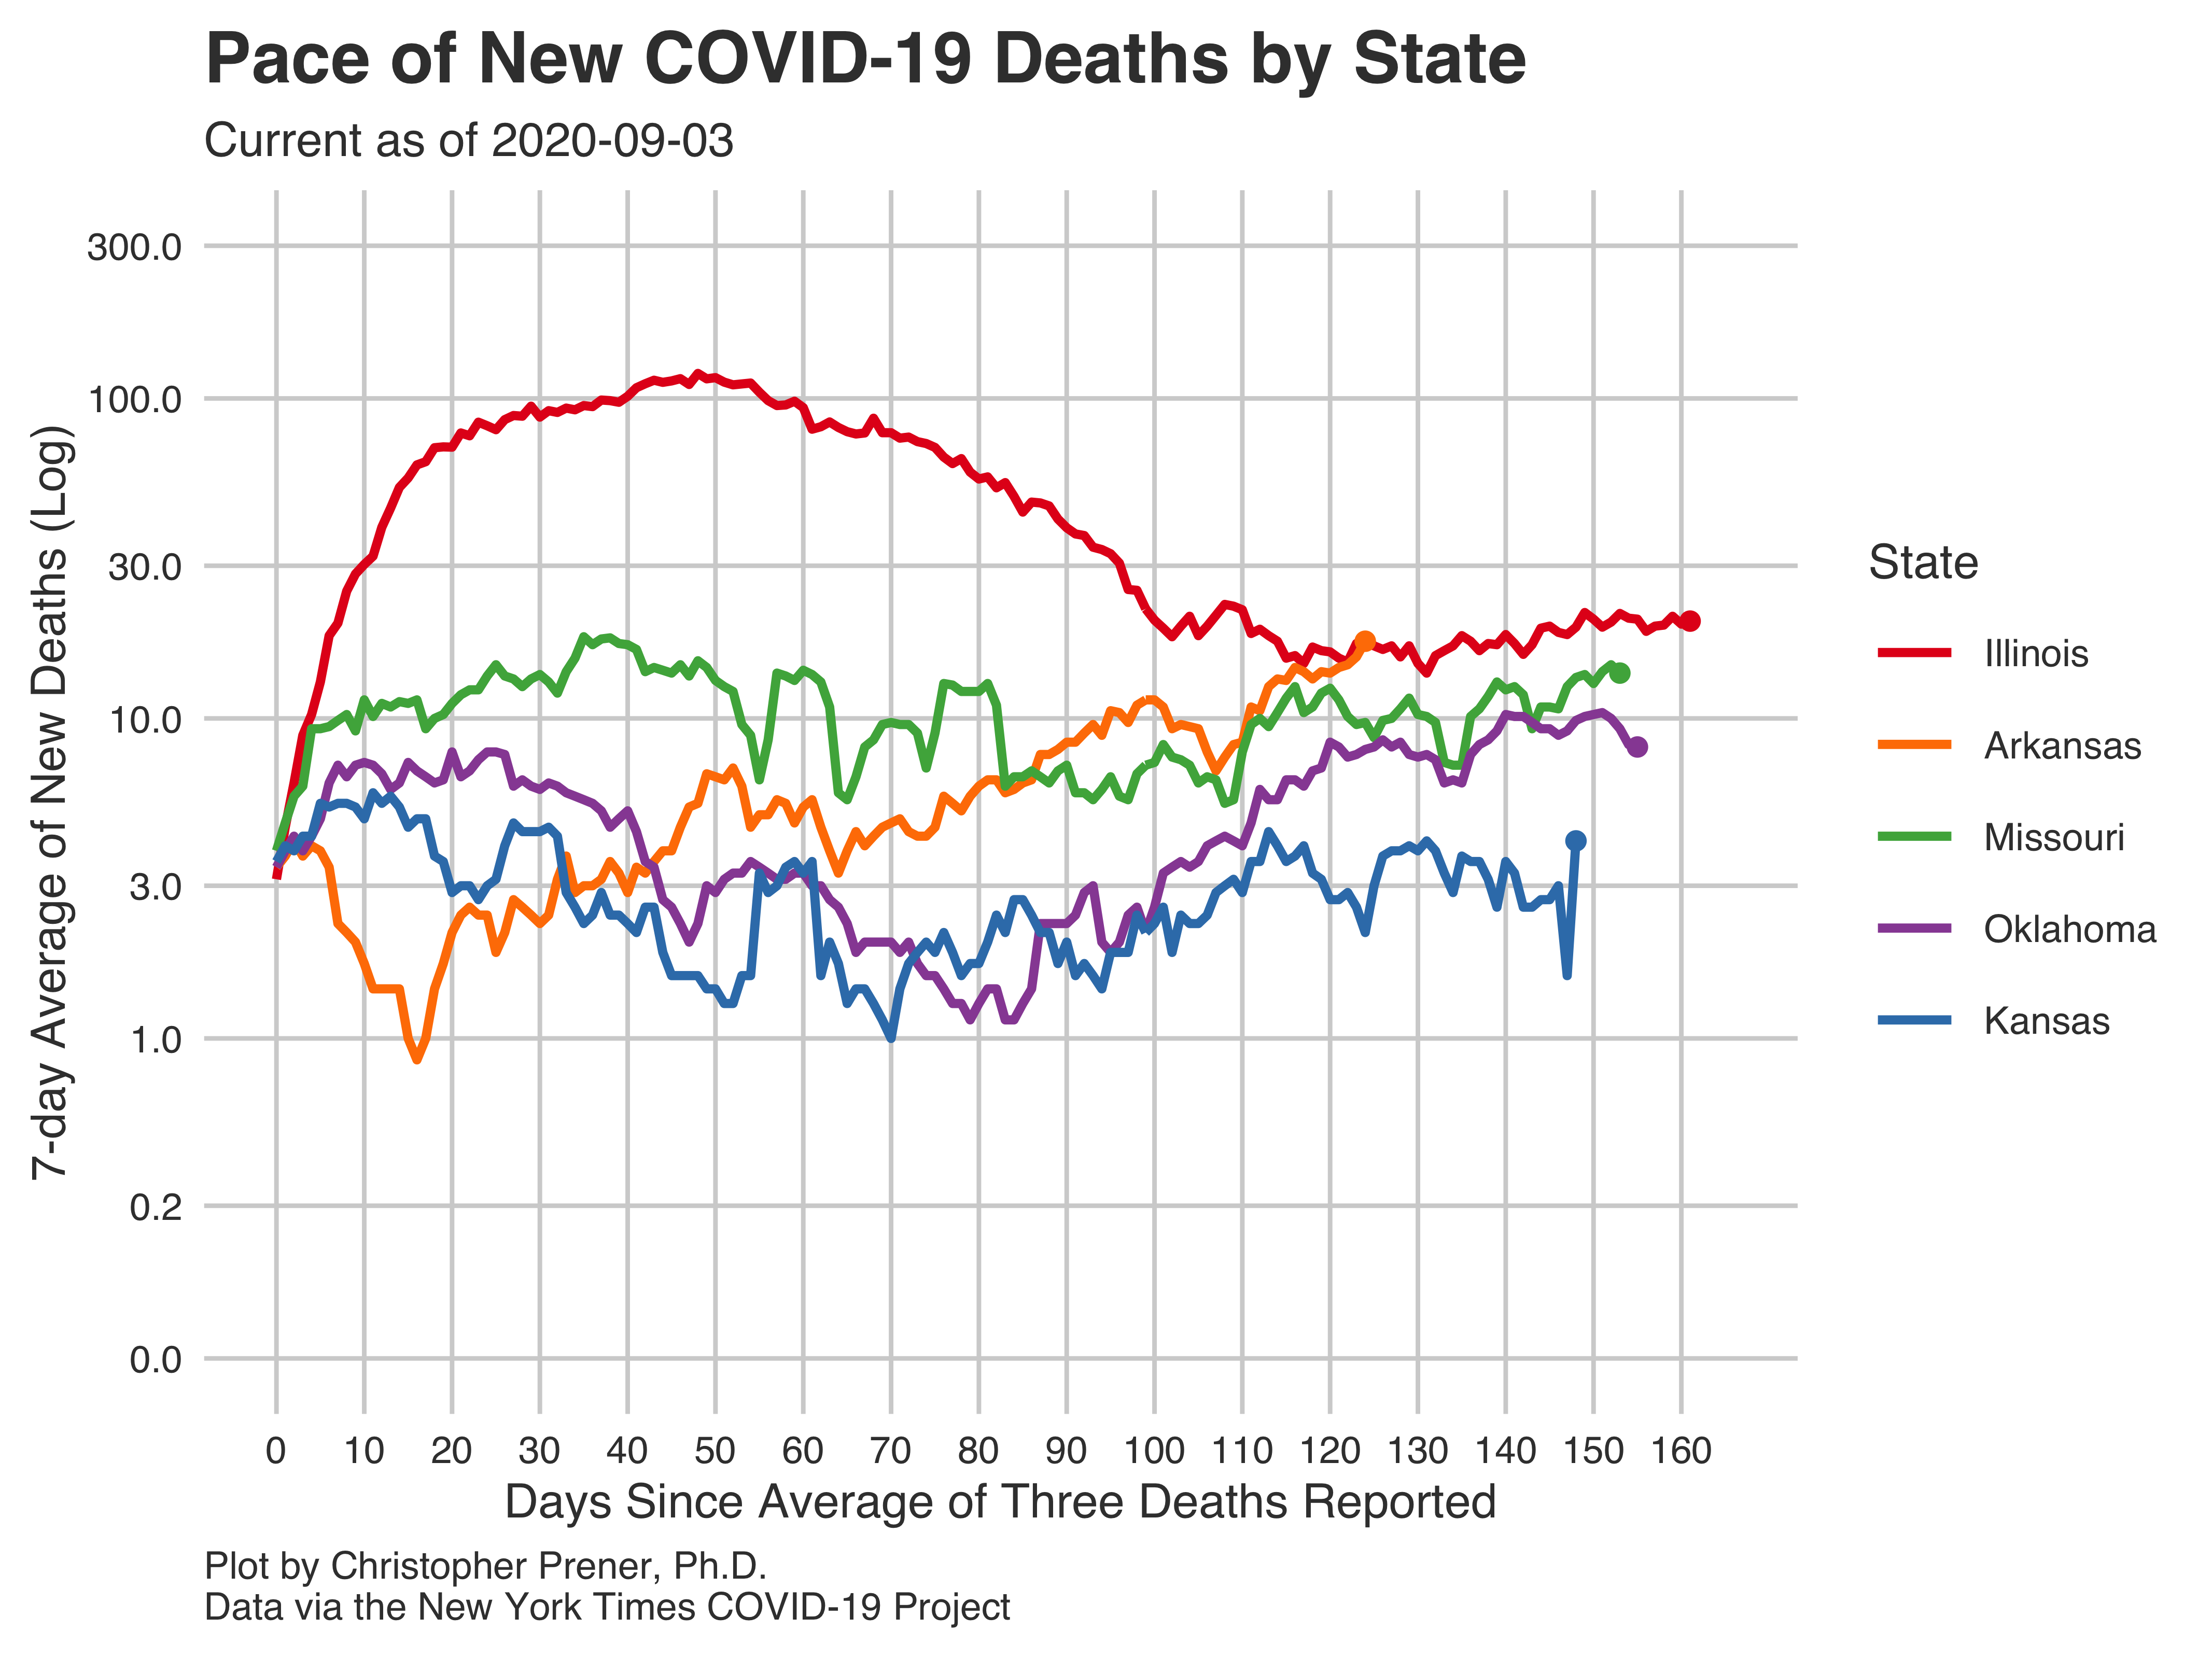 Pace of New COVID-19 Deaths by State
Current as of 2020-09-03
7-day Average of New Deaths (Log)
300.0
100.0
30.0
10.0
3.0
1.0
0.2
0.0
0 10 20 30 40 50 60 70 80 90 100 110 120 130 140 150 160
Days Since Average of Three Deaths Reported
State
Illinois
Arkansas
Missouri
Oklahoma
Kansas
Plot by Christopher Prener, Ph.D.
Data via the New York Times COVID-19 Project